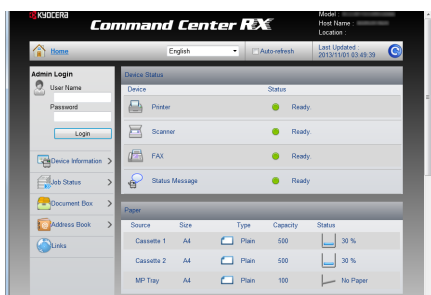 KYOCERA
Command Center RX
Model :
Host Name :
Location :
Home
English
Auto-refresh
Last Updated :
2013/11/01 03:49:39
Admin Login
User Name
Password
Login
Device Information
Job Status
Document Box
Address Book
Links
Device Status
Device Status
Printer Ready.
Scanner Ready.
FAX Ready.
Status Message Ready.
Paper
Source Size Type Capacity Status
Cassette 1 A4 Plain 500 30 %
Cassette 2 A4 Plain 500 30 %
MP Tray A4 Plain 100 No Paper